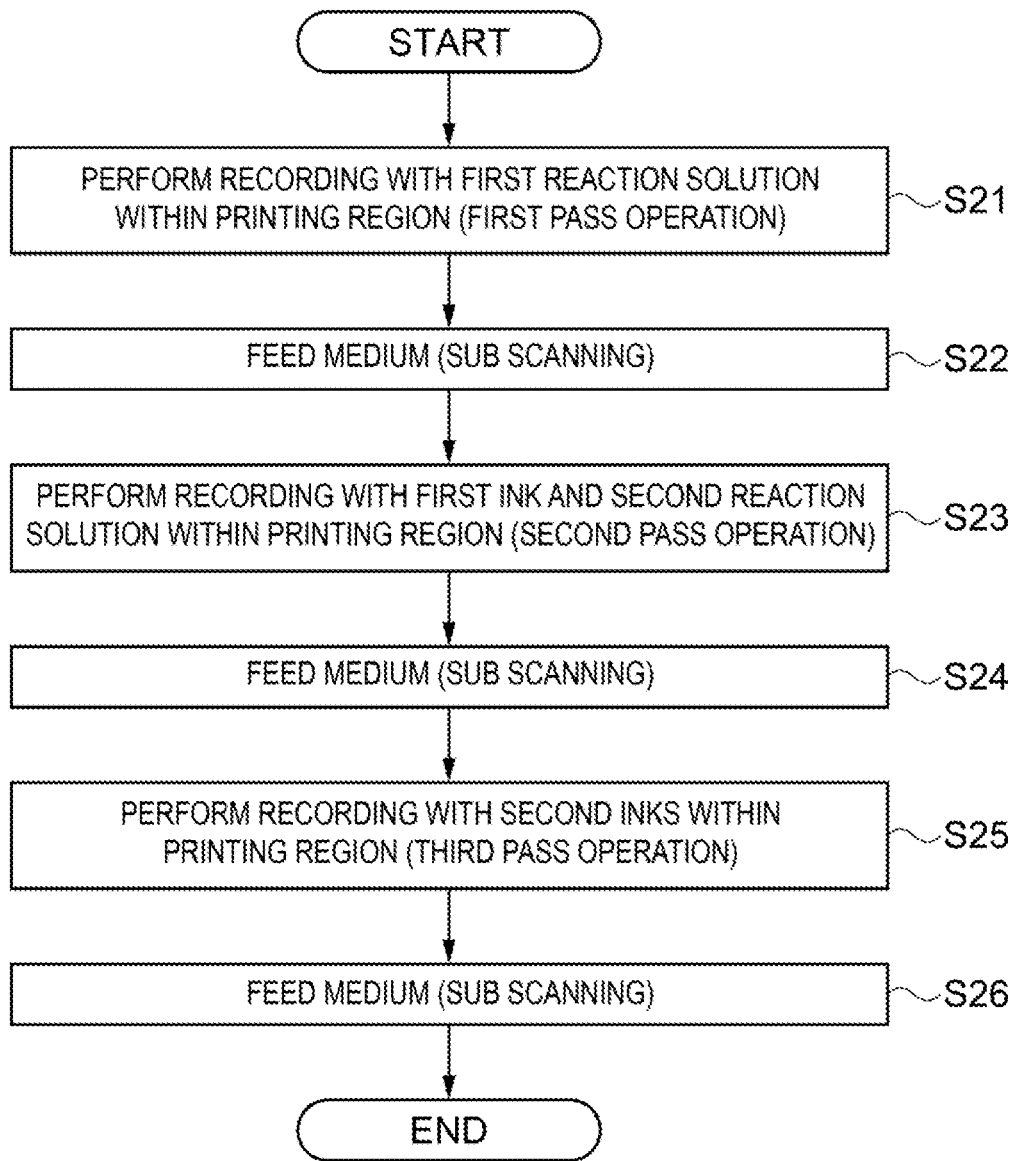 START
PERFORM RECORDING WITH FIRST REACTION SOLUTION
WITHIN PRINTING REGION (FIRST PASS OPERATION)
S21
FEED MEDIUM (SUB SCANNING)
S22
PERFORM RECORDING WITH FIRST INK AND SECOND REACTION
SOLUTION WITHIN PRINTING REGION (SECOND PASS OPERATION)
S23
FEED MEDIUM (SUB SCANNING)
S24
PERFORM RECORDING WITH SECOND INKS WITHIN
PRINTING REGION (THIRD PASS OPERATION)
S25
FEED MEDIUM (SUB SCANNING)
S26
END